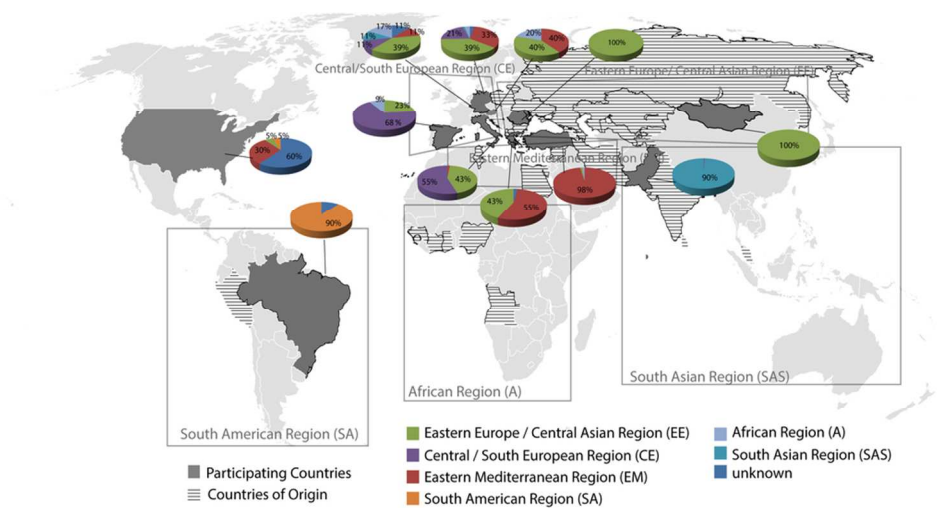 17% 11%
11% 11%
11% 39%
21% 33%
39%
20% 40%
40%
100%
Central/South European Region (CE)
Eastern Europe/ Central Asian Region (EE)
9% 23%
68%
5% 5%
30% 60%
Eastern Mediterranean Region
100%
55% 43%
43% 55%
98%
90%
90%
African Region (A)
South Asian Region (SAS)
South American Region (SA)
Participating Countries
Countries of Origin
Eastern Europe / Central Asian Region (EE)
Central / South European Region (CE)
Eastern Mediterranean Region (EM)
South American Region (SA)
African Region (A)
South Asian Region (SAS)
unknown